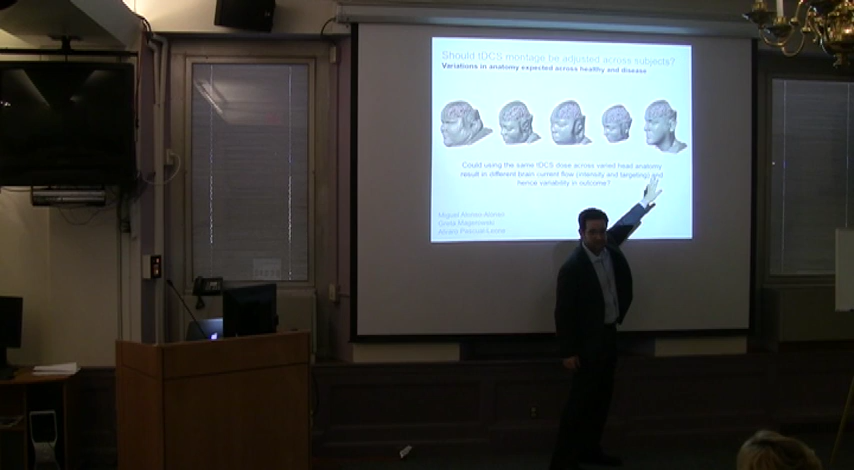 Should tDCS montage be adjusted across subjects?
Variations in anatomy expected across healthy and disease
Could using the same tDCS dose across varied head anatomy
result in different brain current flow (intensity and targeting) and
hence variability in outcome?
Miguel Alonso-Alonso
Greta Magerowski
Alvaro Pascual-Leone